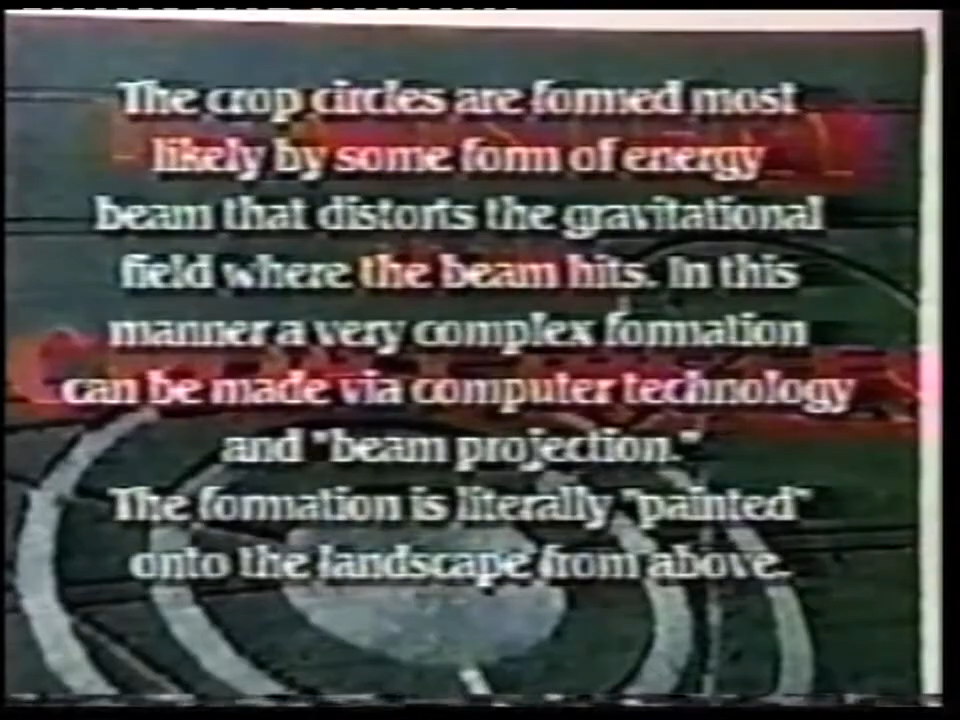 The crop circles are formed most
likely by some form of energy
beam that distorts the gravitational
field where the beam hits. In this
manner a very complex formation
can be made via computer technology
and "beam projection."
The formation is literally "painted"
onto the landscape from above.